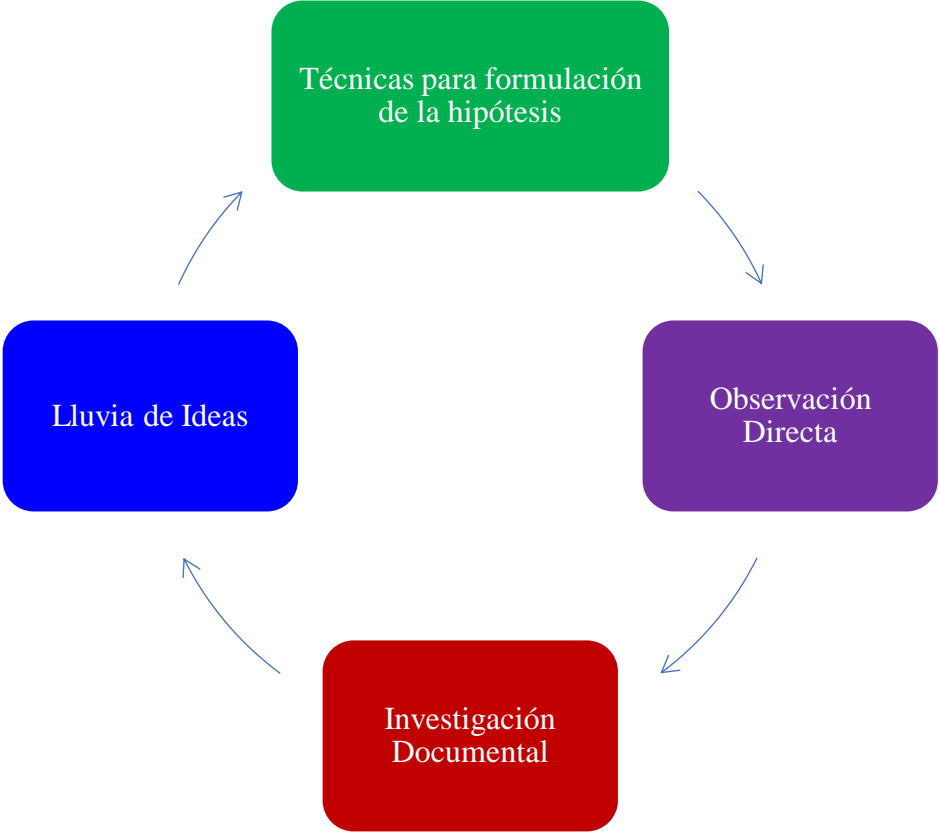 Técnicas para formulación
de la hipótesis
Observación
Directa
Investigación
Documental
Lluvia de Ideas